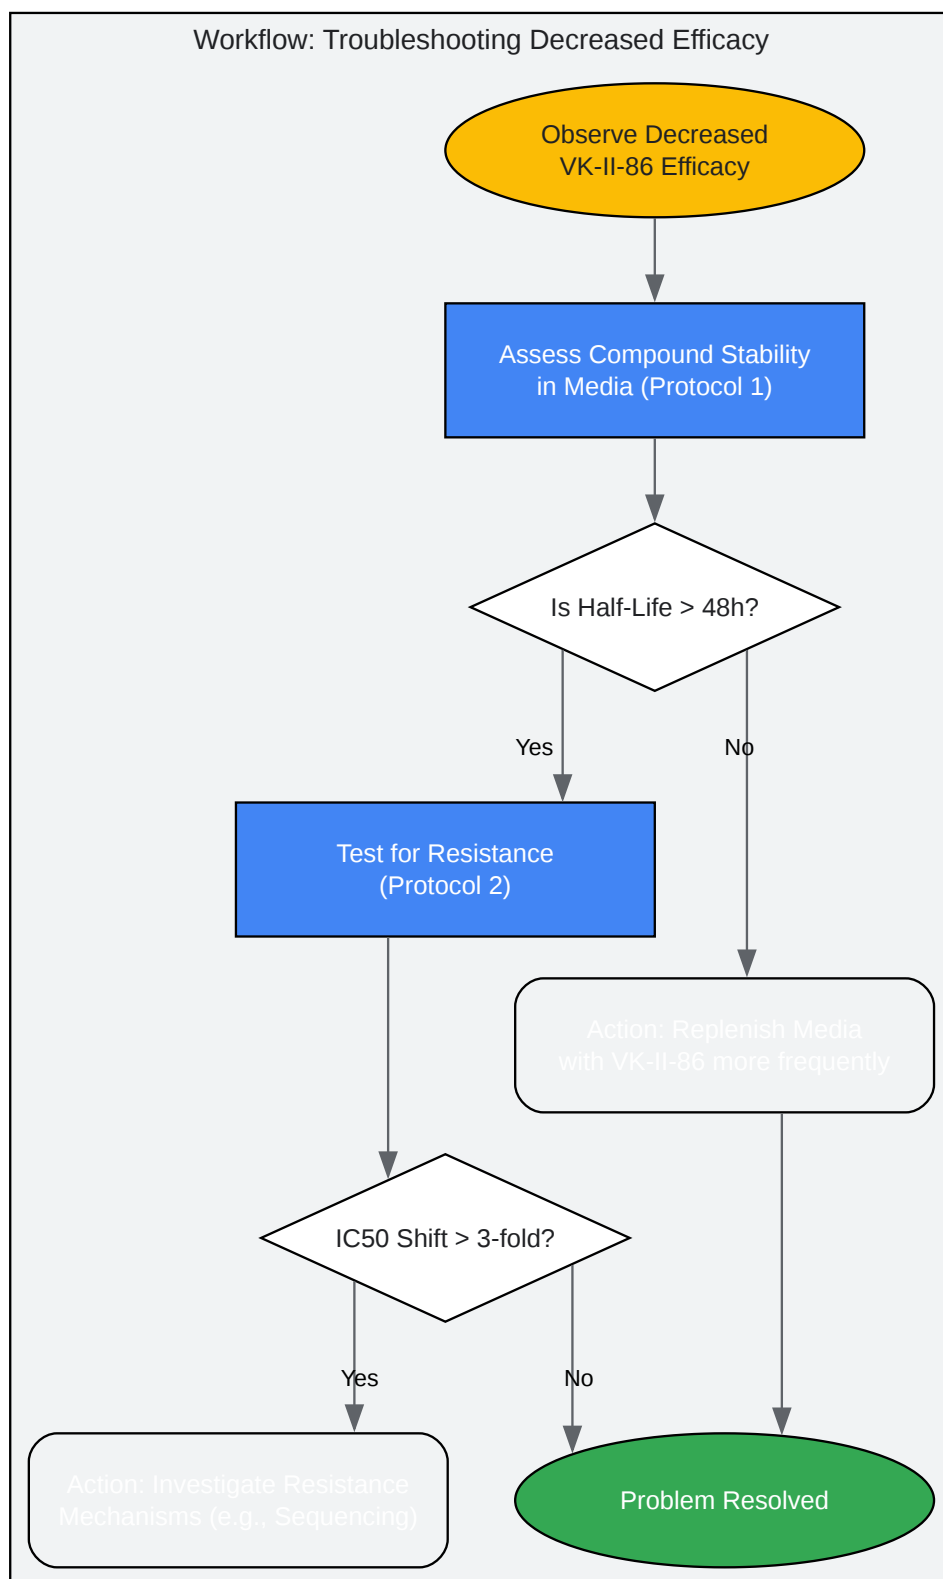 Workflow: Troubleshooting Decreased Efficacy
Observe Decreased
VK-II-86 Efficacy
Assess Compound Stability
in Media (Protocol 1)
Is Half-Life > 48h?
Yes
No
Test for Resistance
(Protocol 2)
Action: Replenish Media
with VK-II-86 more frequently
IC50 Shift > 3-fold?
Yes
No
Action: Investigate Resistance
Mechanisms (e.g., Sequencing)
Problem Resolved